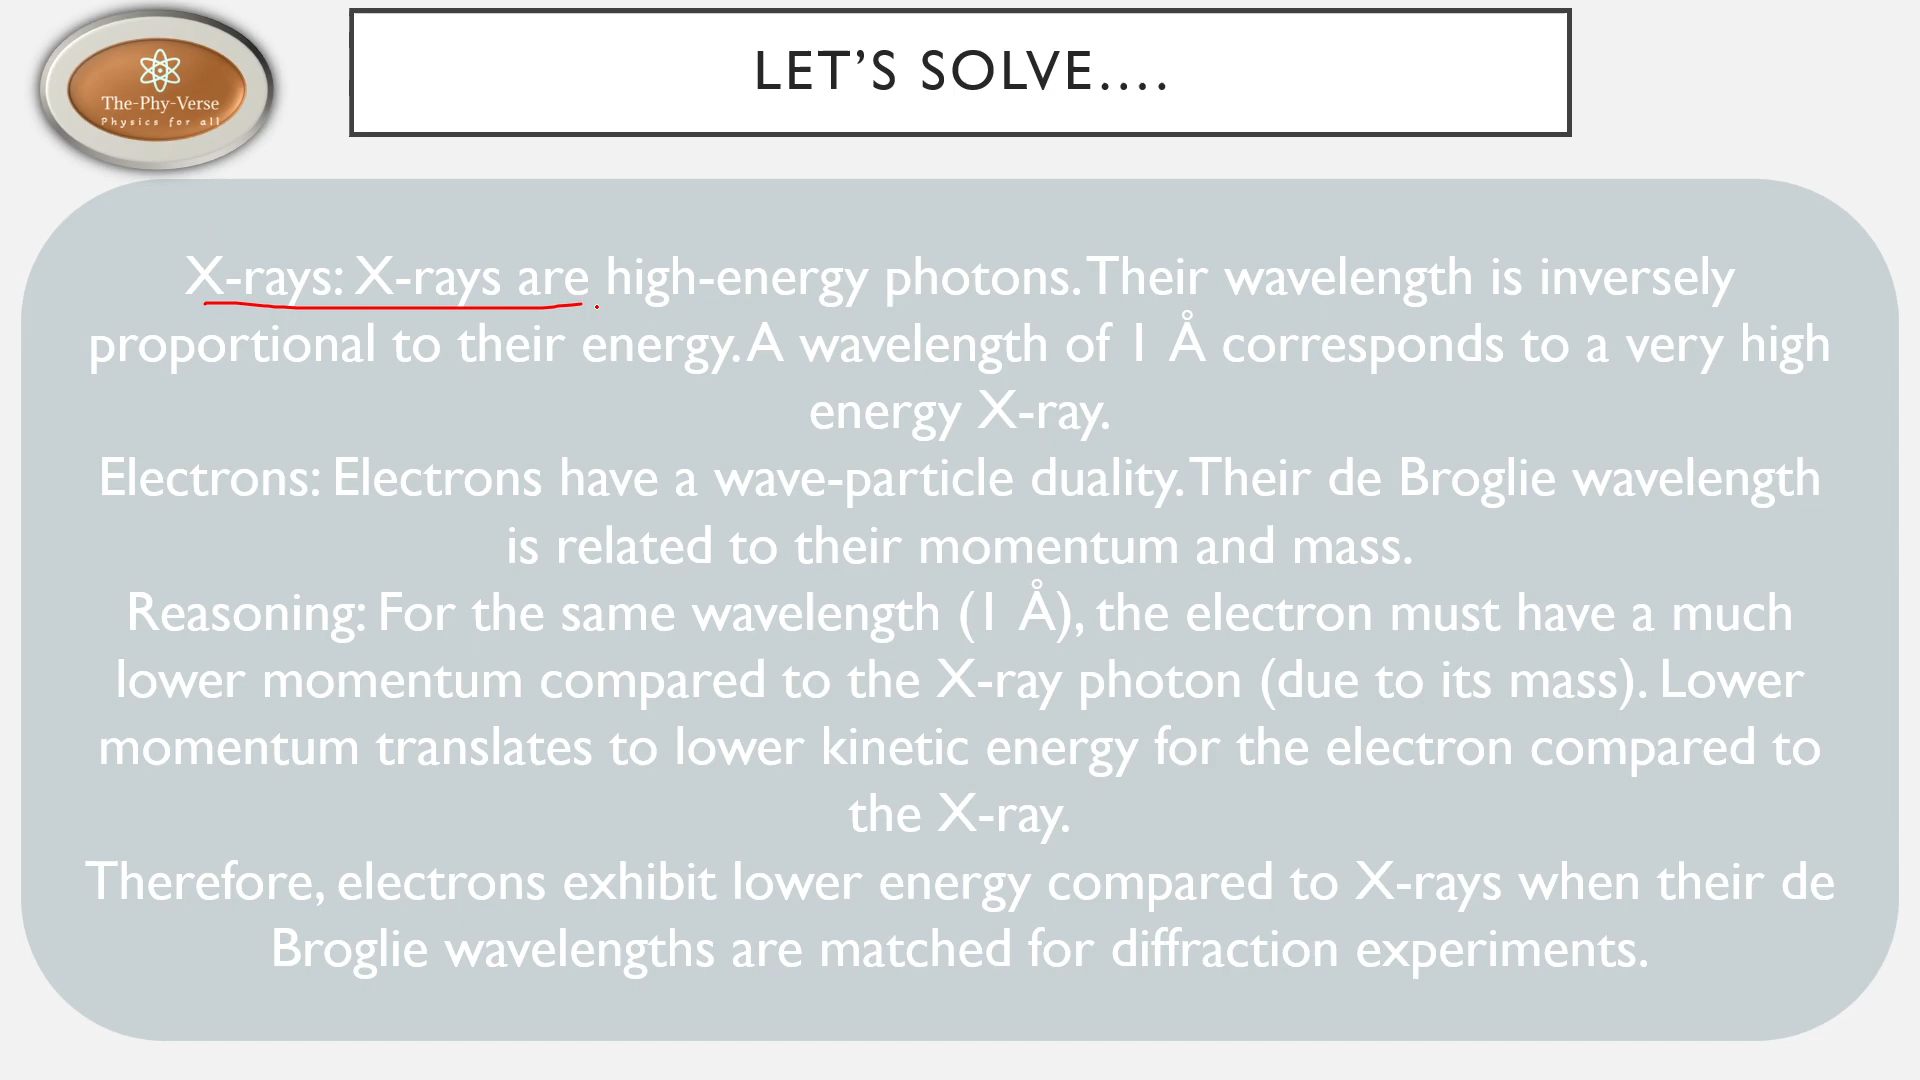 The-Phy-Verse
Physics for all
LET’S SOLVE....
X-rays: X-rays are high-energy photons. Their wavelength is inversely
proportional to their energy. A wavelength of 1 Å corresponds to a very high
energy X-ray.
Electrons: Electrons have a wave-particle duality. Their de Broglie wavelength
is related to their momentum and mass.
Reasoning: For the same wavelength (1 Å), the electron must have a much
lower momentum compared to the X-ray photon (due to its mass). Lower
momentum translates to lower kinetic energy for the electron compared to
the X-ray.
Therefore, electrons exhibit lower energy compared to X-rays when their de
Broglie wavelengths are matched for diffraction experiments.